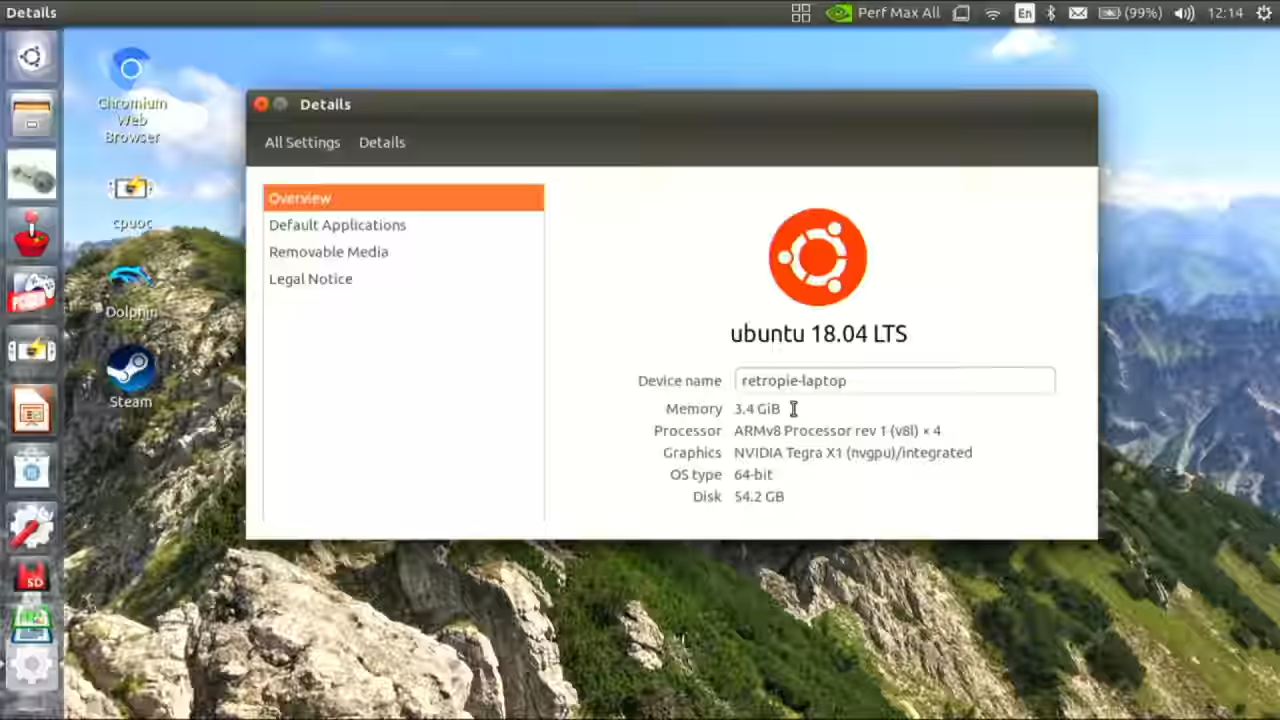 Details
Perf Max All
En
(99%)
12:14
Chromium
Web
Browser
cpuoc
Dolphin
Steam
SD
Details
All Settings
Details
Overview
Default Applications
Removable Media
Legal Notice
ubuntu 18.04 LTS
Device name
retropie-laptop
Memory
3.4 GiB
Processor
ARMv8 Processor rev 1 (v8l) × 4
Graphics
NVIDIA Tegra X1 (nvgpu)/integrated
OS type
64-bit
Disk
54.2 GB